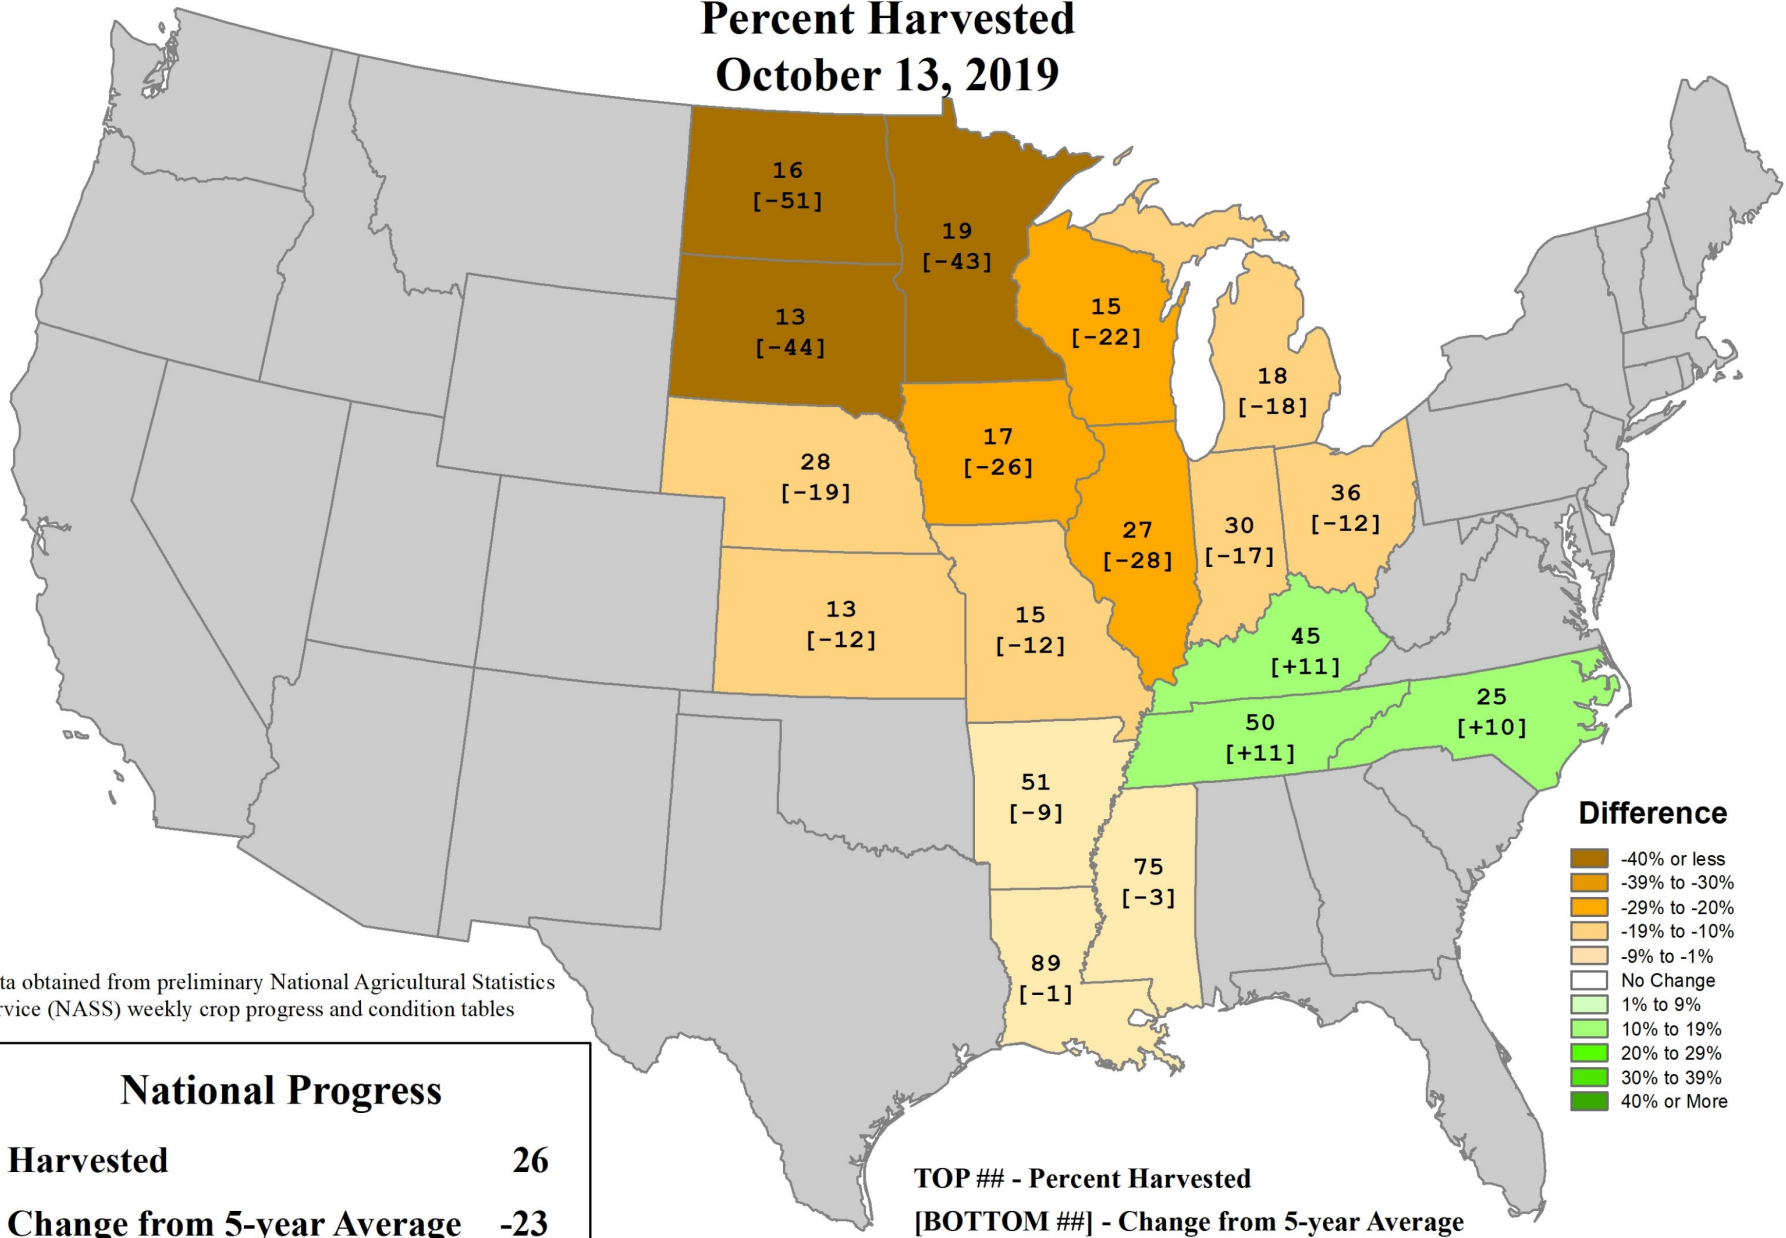 Percent Harvested
October 13, 2019
16
[-51]
19
[-43]
13
[-44]
15
[-22]
18
[-18]
28
[-19]
17
[-26]
27
[-28]
30
[-17]
36
[-12]
13
[-12]
15
[-12]
45
[+11]
50
[+11]
25
[+10]
51
[-9]
75
[-3]
89
[-1]
Difference
-40% or less
-39% to -30%
-29% to -20%
-19% to -10%
-9% to -1%
No Change
1% to 9%
10% to 19%
20% to 29%
30% to 39%
40% or More
ta obtained from preliminary National Agricultural Statistics
rvice (NASS) weekly crop progress and condition tables
National Progress
Harvested 26
Change from 5-year Average -23
TOP ## - Percent Harvested
[BOTTOM ##] - Change from 5-year Average